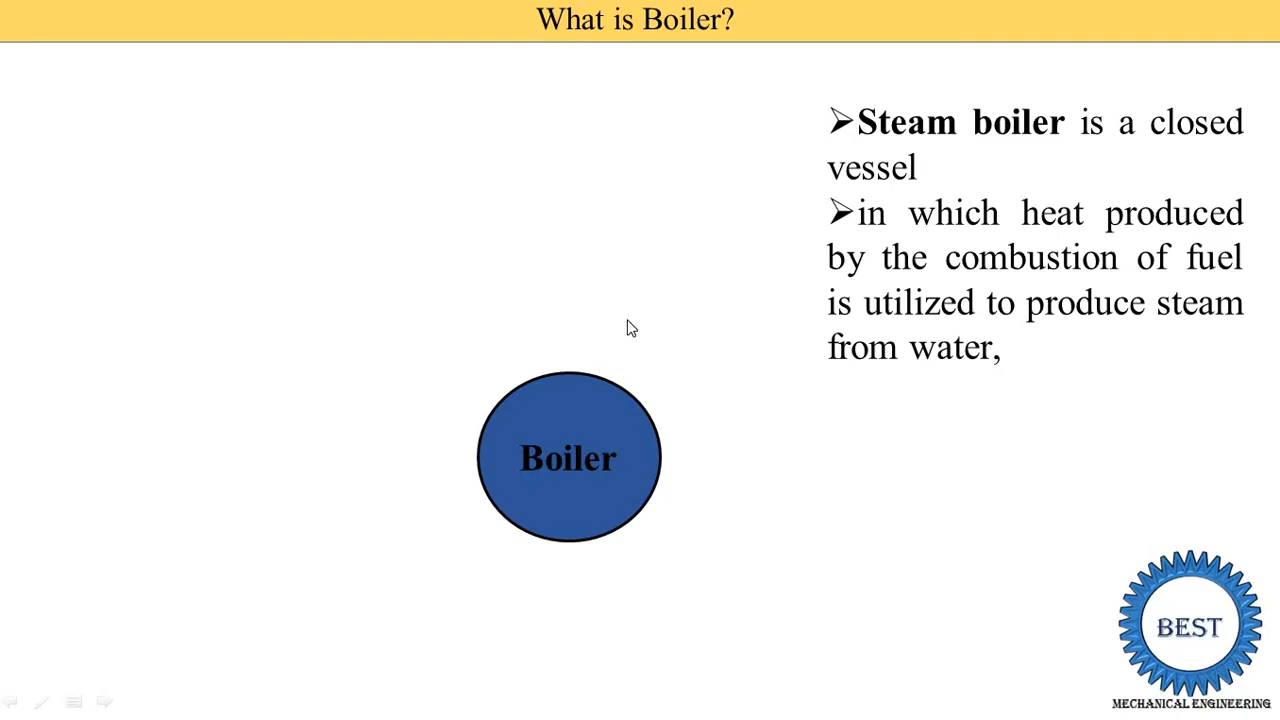 What is Boiler?
➢Steam boiler is a closed
vessel
➢in which heat produced
by the combustion of fuel
is utilized to produce steam
from water,
Boiler
BEST
MECHANICAL ENGINEERING